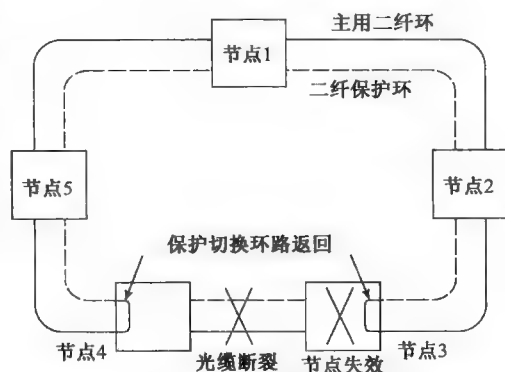 主用二纤环
节点1
二纤保护环
节点5
节点2
保护切换环路返回
节点4
光缆断裂
节点失效
节点3